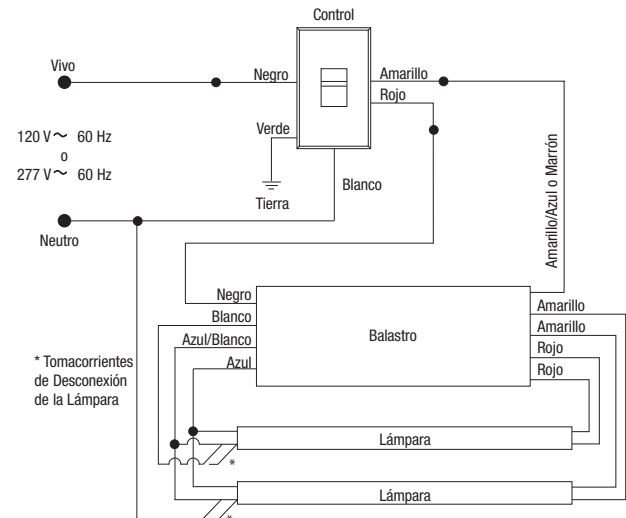 Control
Vivo
Negro
Amarillo
Rojo
120 V~ 60 Hz
o
277 V~ 60 Hz
Verde
Tierra
Blanco
Neutro
Amarillo/Azul o Marrón
Negro
Blanco
Azul/Blanco
Azul
Balastro
Amarillo
Amarillo
Rojo
Rojo
* Tomacorrientes
de Desconexión
de la Lámpara
Lámpara
*
Lámpara
*